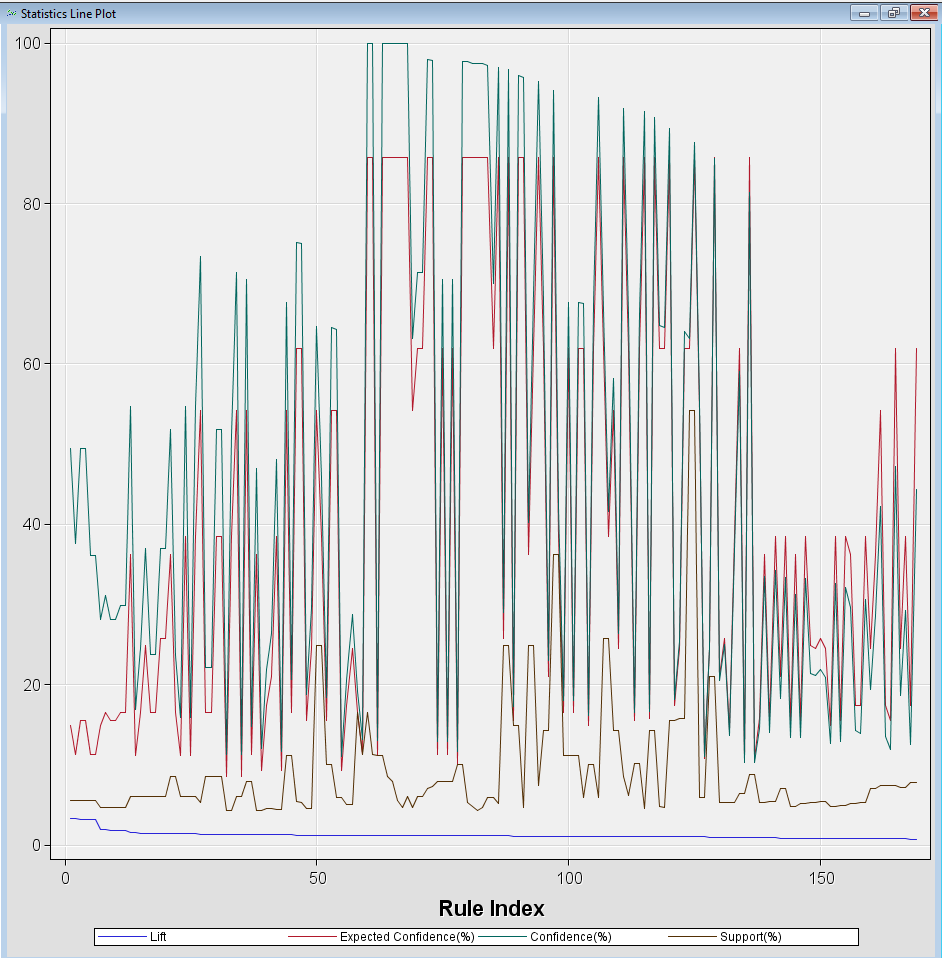 Statistics Line Plot
100
80
60
40
20
0
0 50 100 150
Rule Index
Lift Expected Confidence(%) Confidence(%) Support(%)